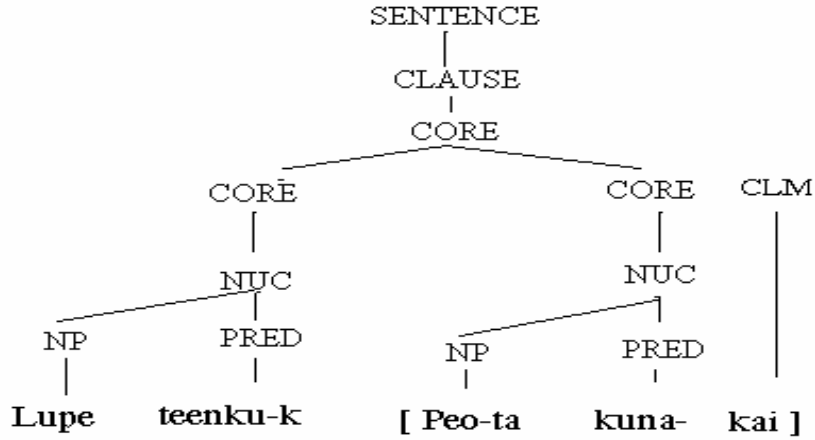 SENTENCE
CLAUSE
CORE
CORE CORE CLM
NUC NUC
NP PRED NP PRED
Lupe teenku-k [ Peo-ta kuna- kai ]